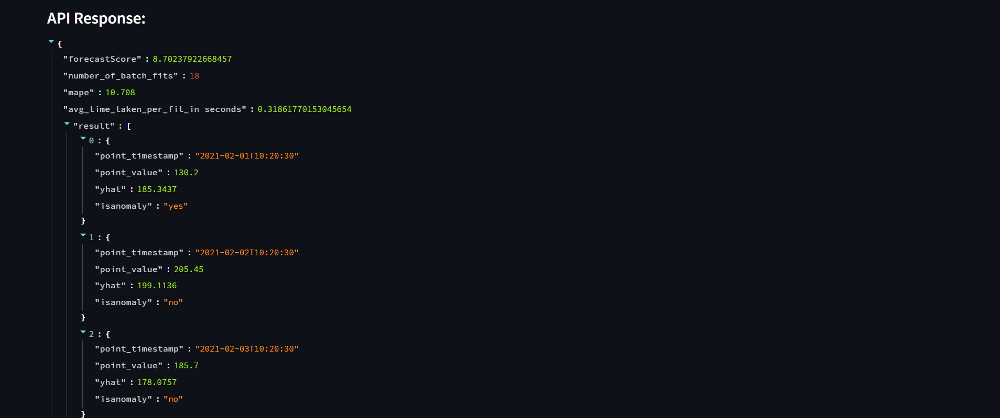 API Response:
{
"forecastScore" : 8.70237922668457
"number_of_batch_fits" : 18
"mape" : 10.708
"avg_time_taken_per_fit_in seconds" : 0.31861770153045654
"result" : [
0 : {
"point_timestamp" : "2021-02-01T10:20:30"
"point_value" : 130.2
"yhat" : 185.3437
"isanomaly" : "yes"
}
1 : {
"point_timestamp" : "2021-02-02T10:20:30"
"point_value" : 205.45
"yhat" : 199.1136
"isanomaly" : "no"
}
2 : {
"point_timestamp" : "2021-02-03T10:20:30"
"point_value" : 185.7
"yhat" : 178.0757
"isanomaly" : "no"
}